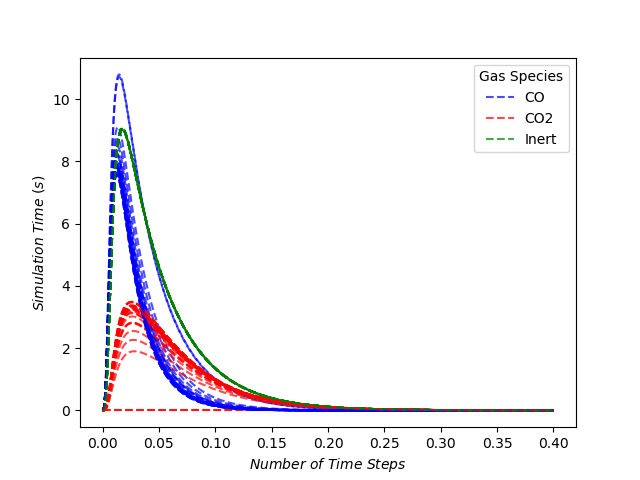 Gas Species
CO
CO2
Inert
10
8
6
4
2
0
Simulation Time (s)
0.00 0.05 0.10 0.15 0.20 0.25 0.30 0.35 0.40
Number of Time Steps